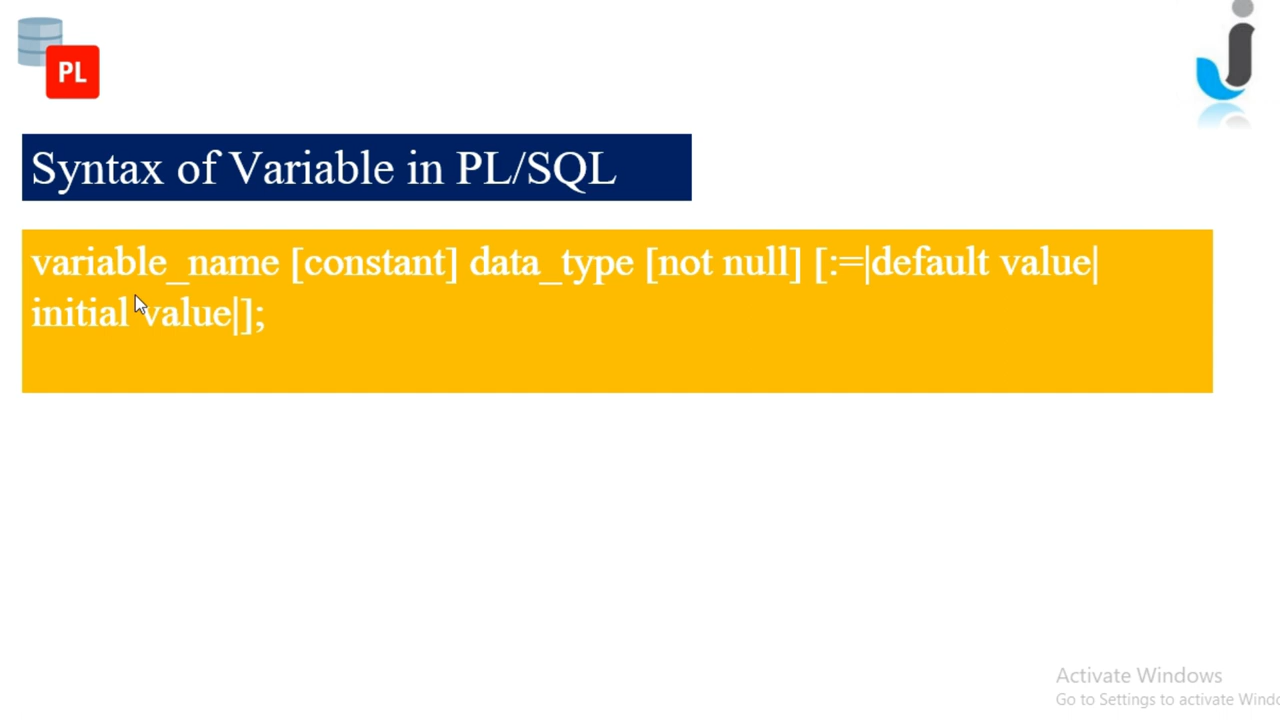 PL
Syntax of Variable in PL/SQL
variable_name [constant] data_type [not null] [:=|default value|
initial value|];
Activate Windows
Go to Settings to activate Windo